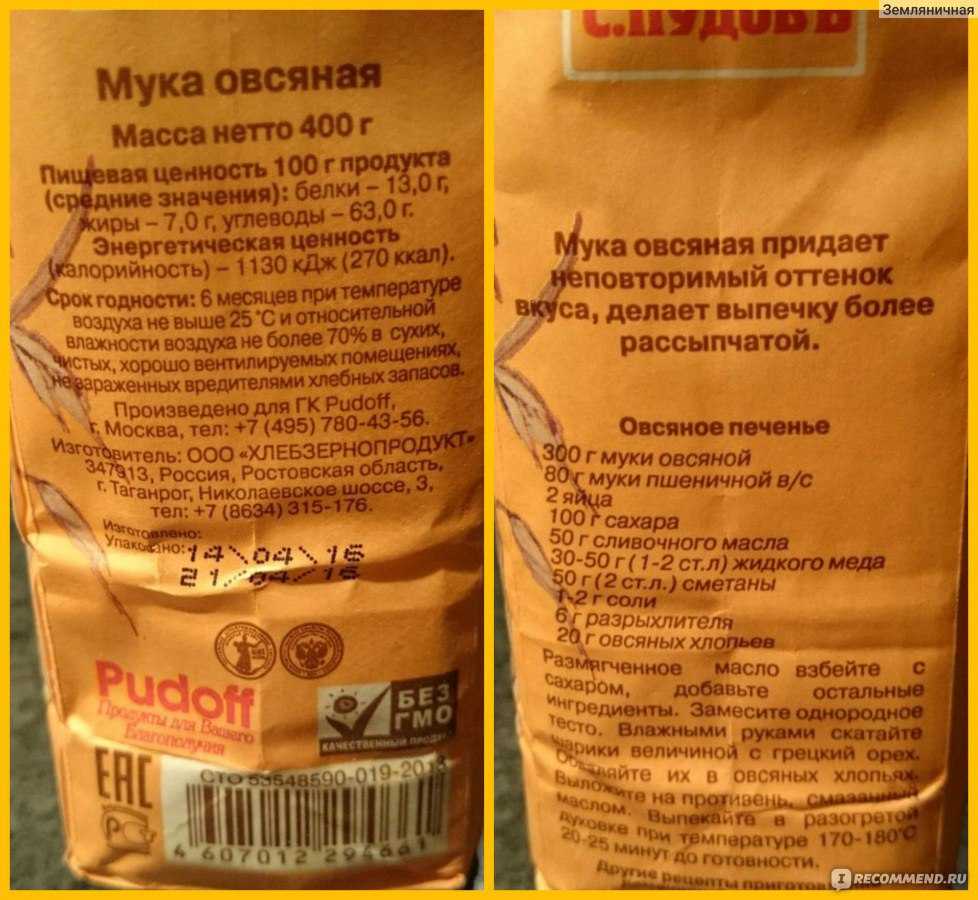 Земляничная
Мука овсяная
Масса нетто 400 г
Пищевая ценность 100 г продукта
(средние значения): белки – 13,0 г,
жиры – 7,0 г, углеводы – 63,0 г.
Энергетическая ценность
(калорийность) – 1130 кДж (270 ккал).
Срок годности: 6 месяцев при температуре
воздуха не выше 25 °С и относительной
влажности воздуха не более 70% в сухих,
чистых, хорошо вентилируемых помещениях,
не зараженных вредителями хлебных запасов.
Произведено для ГК Pudoff,
г. Москва, тел: +7 (495) 780-43-56.
Изготовитель: ООО «ХЛЕБЗЕРНОПРОДУКТ»
347913, Россия, Ростовская область,
г. Таганрог, Николаевское шоссе, 3,
тел: +7 (8634) 315-176.
Изготовлено:
Упаковано: 14 04 16
21 04 16
Pudoff
Продукты для Вашего
Благополучия
БЕЗ
ГМО
КАЧЕСТВЕННЫЙ ПРОДУКТ
ЕАС
РС
СТО 53548590-019-2013
4 607012 294661
С.ПУДОВЪ
Мука овсяная придает
неповторимый оттенок
вкуса, делает выпечку более
рассыпчатой.
Овсяное печенье
300 г муки овсяной
80 г муки пшеничной в/с
2 яйца
100 г сахара
50 г сливочного масла
30-50 г (1-2 ст.л) жидкого меда
50 г (2 ст.л.) сметаны
1-2 г соли
6 г разрыхлителя
20 г овсяных хлопьев
Размягченное масло взбейте с
сахаром, добавьте остальные
ингредиенты. Замесите однородное
тесто. Влажными руками скатайте
шарики величиной с грецкий орех.
Обваляйте их в овсяных хлопьях.
Выложите на противень, смазанный
маслом. Выпекайте в разогретой
духовке при температуре 170-180°С
20-25 минут до готовности.
Другие рецепты приготов
I RECOMMEND.RU